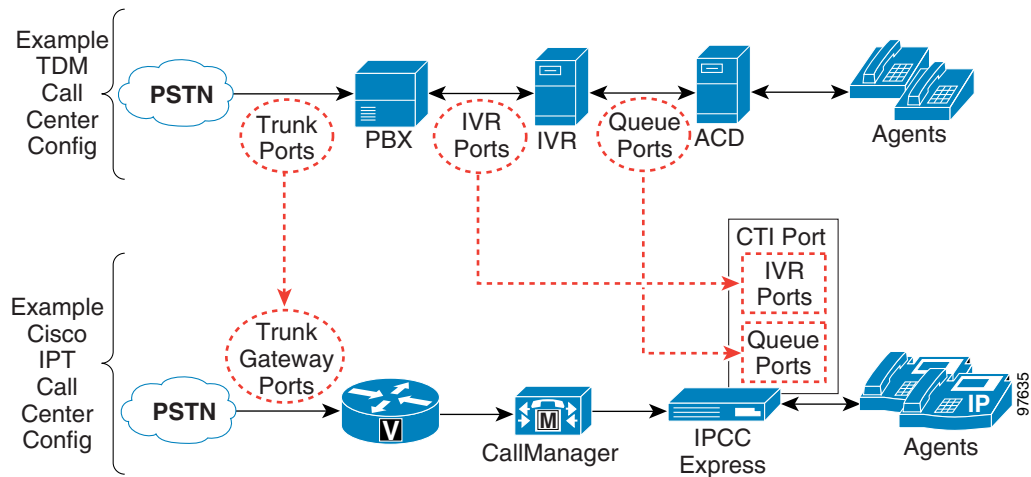 Example
TDM
Call
Center
Config
PSTN
Trunk
Ports
PBX
IVR
Ports
IVR
Queue
Ports
ACD
Agents
CTI Port
IVR
Ports
Queue
Ports
Example
Cisco
IPT
Call
Center
Config
PSTN
Trunk
Gateway
Ports
V
M
CallManager
IPCC
Express
IP
Agents
97635